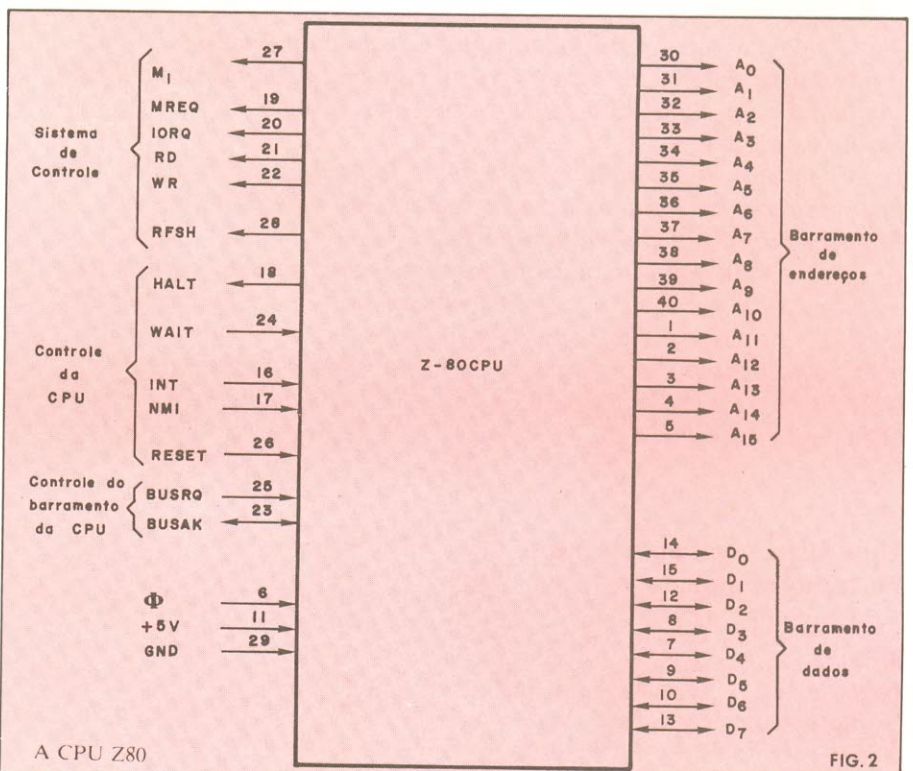 27
M1
19
MREQ
20
IORQ
21
RD
22
WR
28
RFSH
Sistema
de
Controle
18
HALT
24
WAIT
16
INT
17
NMI
26
RESET
Controle
da
CPU
25
BUSRQ
23
BUSAK
Controle do
barramento
da CPU
6
Φ
11
+5V
29
GND
Z-80CPU
30
A0
31
A1
32
A2
33
A3
34
A4
35
A5
36
A6
37
A7
38
A8
39
A9
40
A10
1
A11
2
A12
3
A13
4
A14
5
A15
Barramento
de
endereços
14
D0
15
D1
12
D2
8
D3
7
D4
9
D5
10
D6
13
D7
Barramento
de
dados
A CPU Z80
FIG. 2